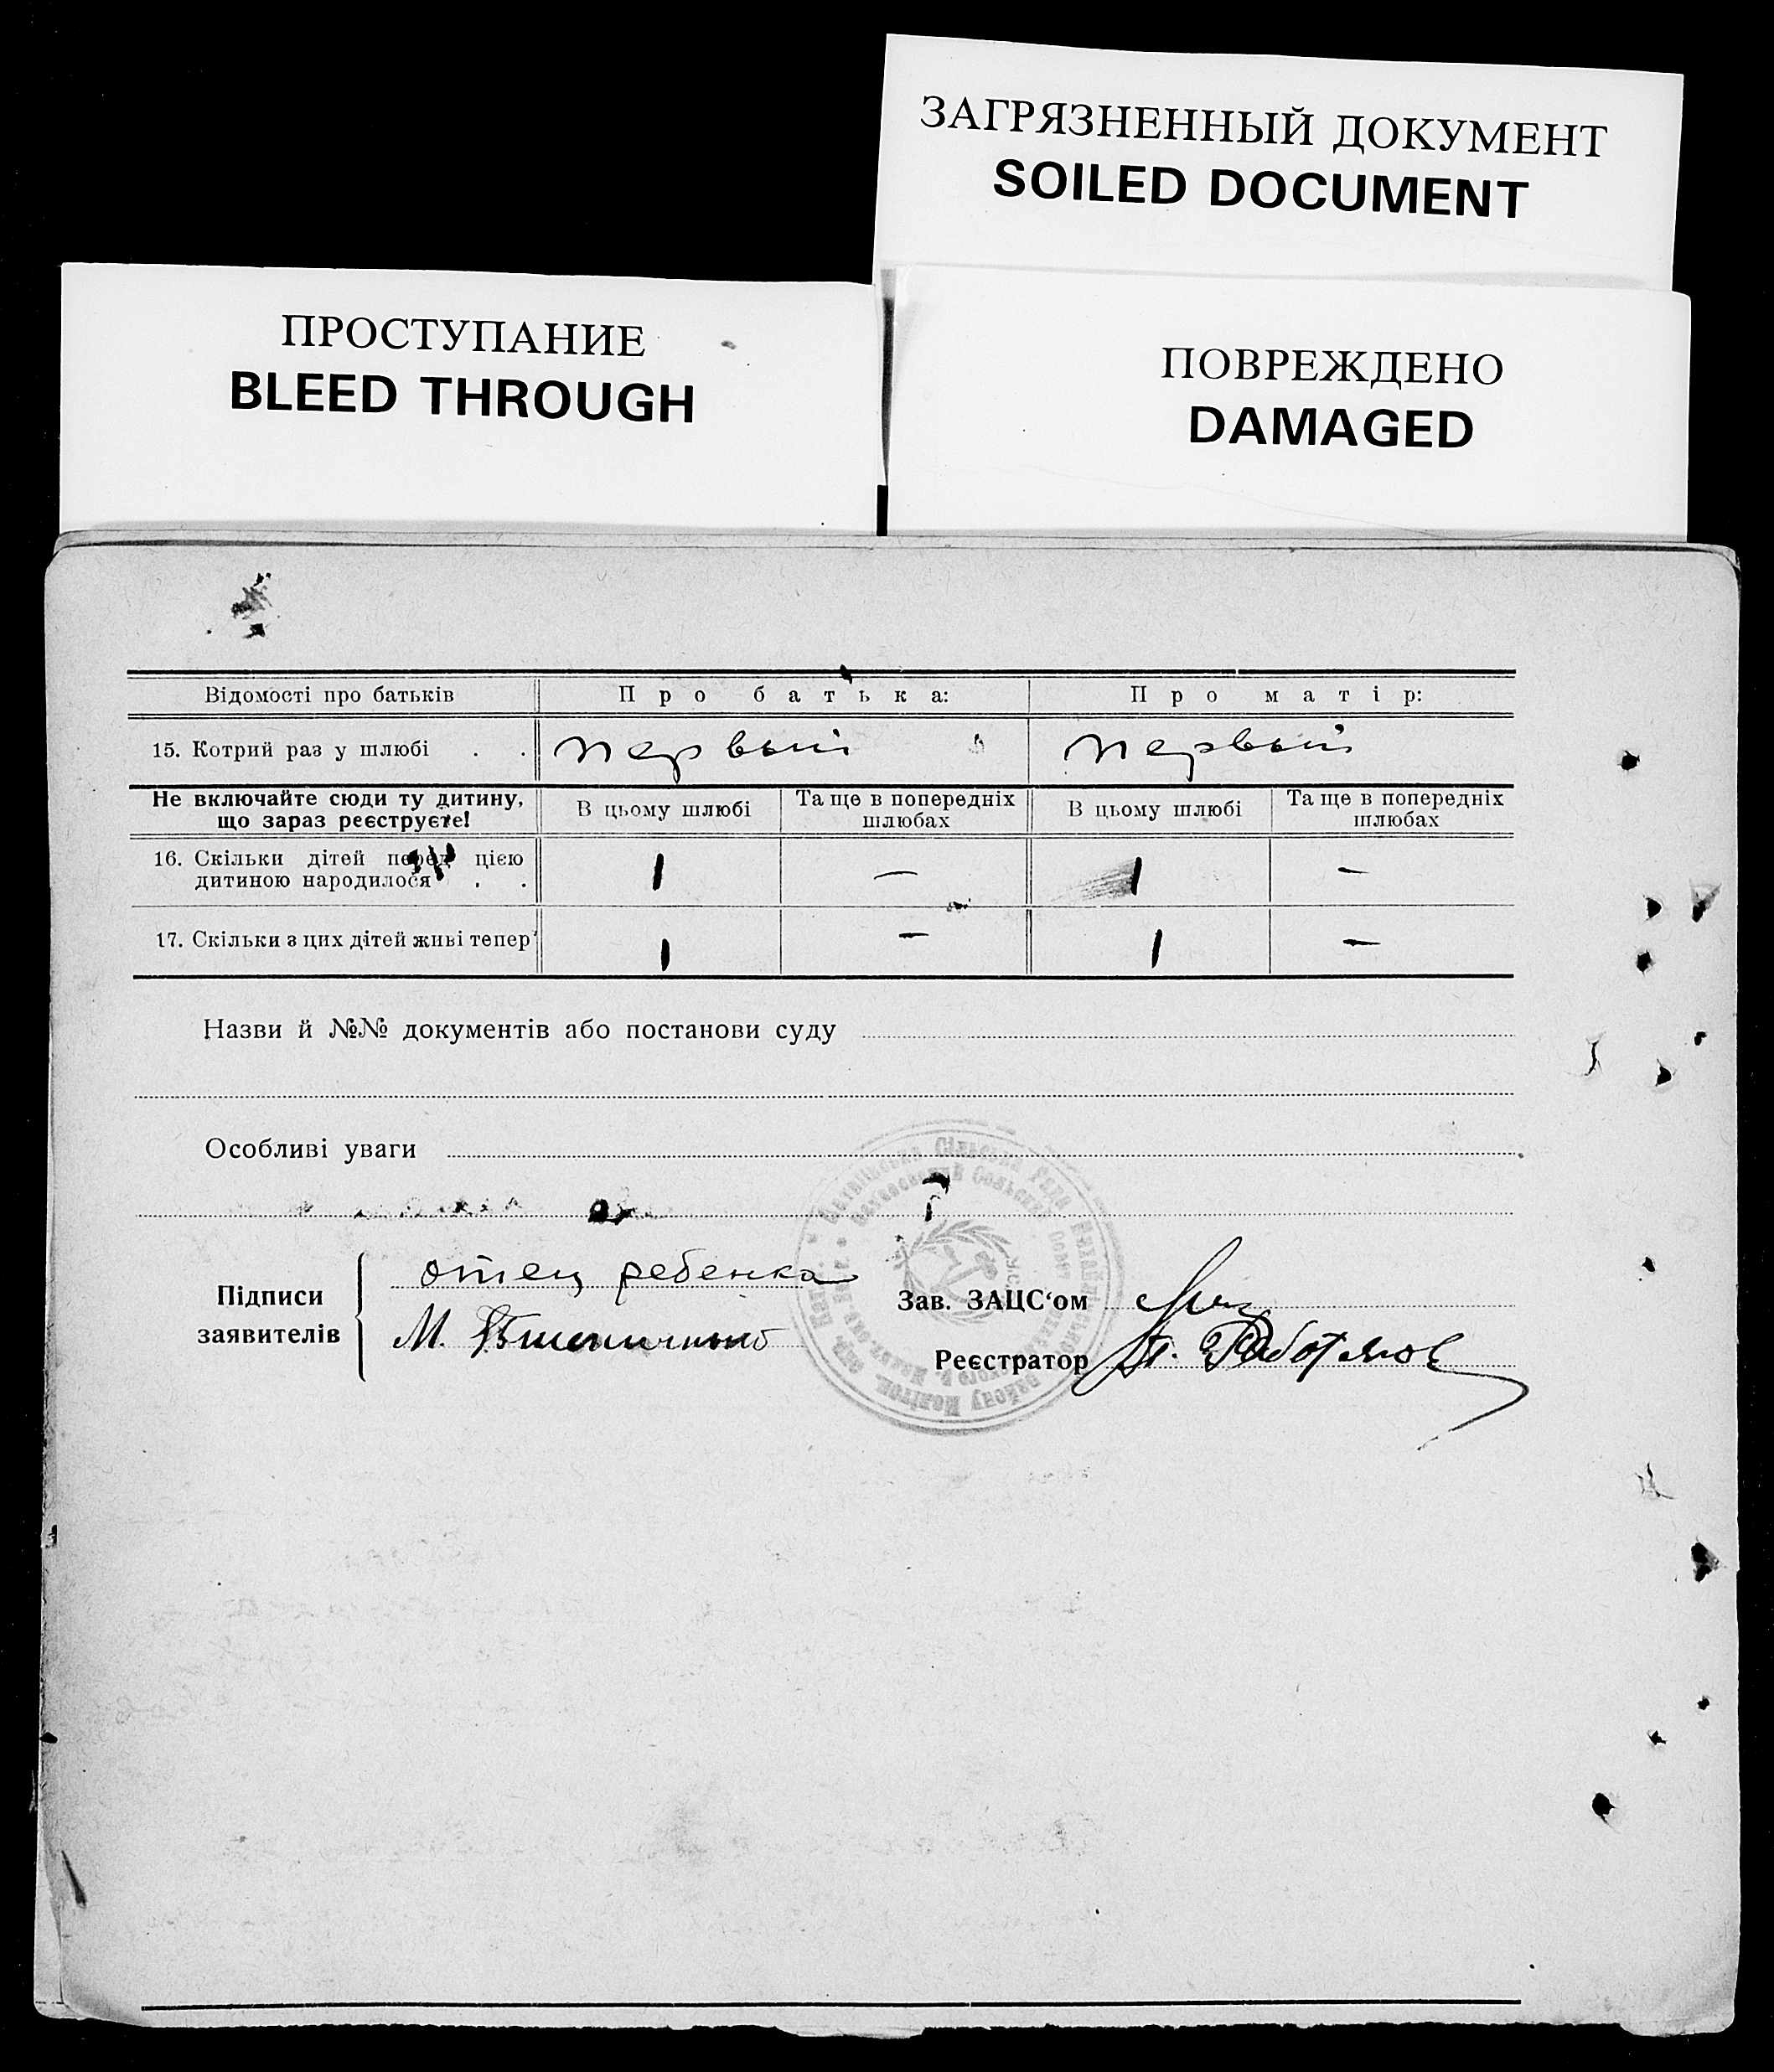 ЗАГРЯЗНЕННЫЙ ДОКУМЕНТ
SOILED DOCUMENT
ПРОСТУПАНИЕ
BLEED THROUGH
ПОВРЕЖДЕНО
DAMAGED
Відомості про батьків Про батька: Про матір:
15. Котрий раз у шлюбі . . первый первый
Не включайте сюди ту дитину, що зараз реєструєте! В цьому шлюбі Та ще в попередніх шлюбах В цьому шлюбі Та ще в попередніх шлюбах
16. Скільки дітей перед цією
дитиною народилося . . 1 — 1 —
17. Скільки з цих дітей живі тепер 1 — 1 —
Назви й №№ документів або постанови суду
Особливі уваги
Підписи заявителів
отец ребенка
М.
Зав. ЗАЦС‘ом
Реєстратор